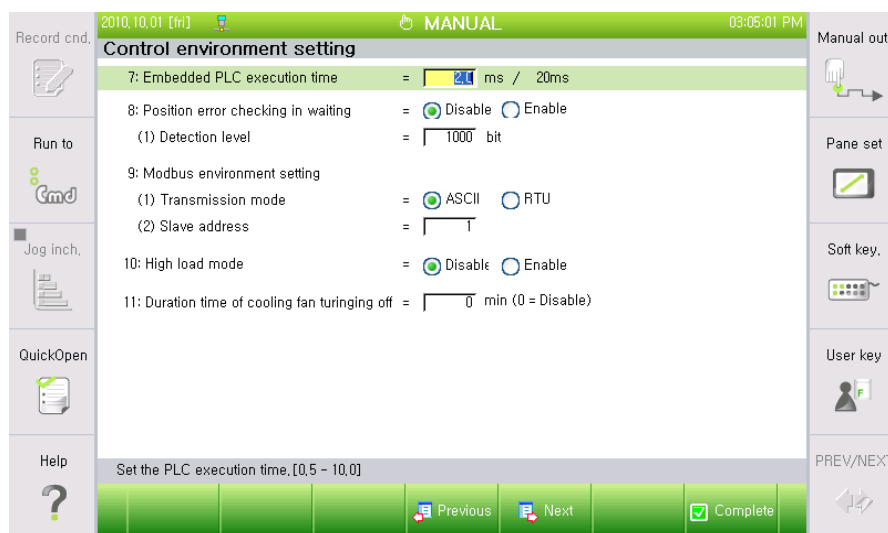 2010,10,01 [fri] MANUAL 03:05:01 PM
Control environment setting
Record cnd,
Run to
Cmd
Jog inch,
QuickOpen
Help
?
7: Embedded PLC execution time = 2,0 ms / 20ms
8: Position error checking in waiting = Disable Enable
(1) Detection level = 1000 bit
9: Modbus environment setting
(1) Transmission mode = ASCII RTU
(2) Slave address = 1
10: High load mode = Disable Enable
11: Duration time of cooling fan turinging off = 0 min (0 = Disable)
Set the PLC execution time,[0,5 - 10,0]
Previous Next Complete
Manual out
Pane set
Soft key,
User key
F
PREV/NEXT